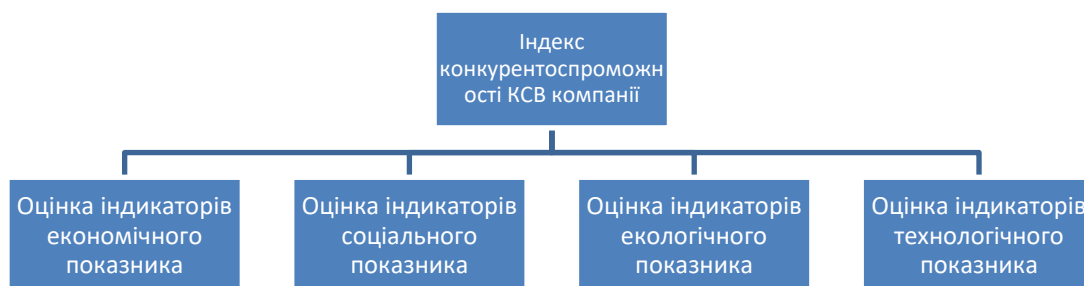 Індекс
конкурентоспроможн
ості КСВ компанії
Оцінка індикаторів
економічного
показника
Оцінка індикаторів
соціального
показника
Оцінка індикаторів
екологічного
показника
Оцінка індикаторів
технологічного
показника